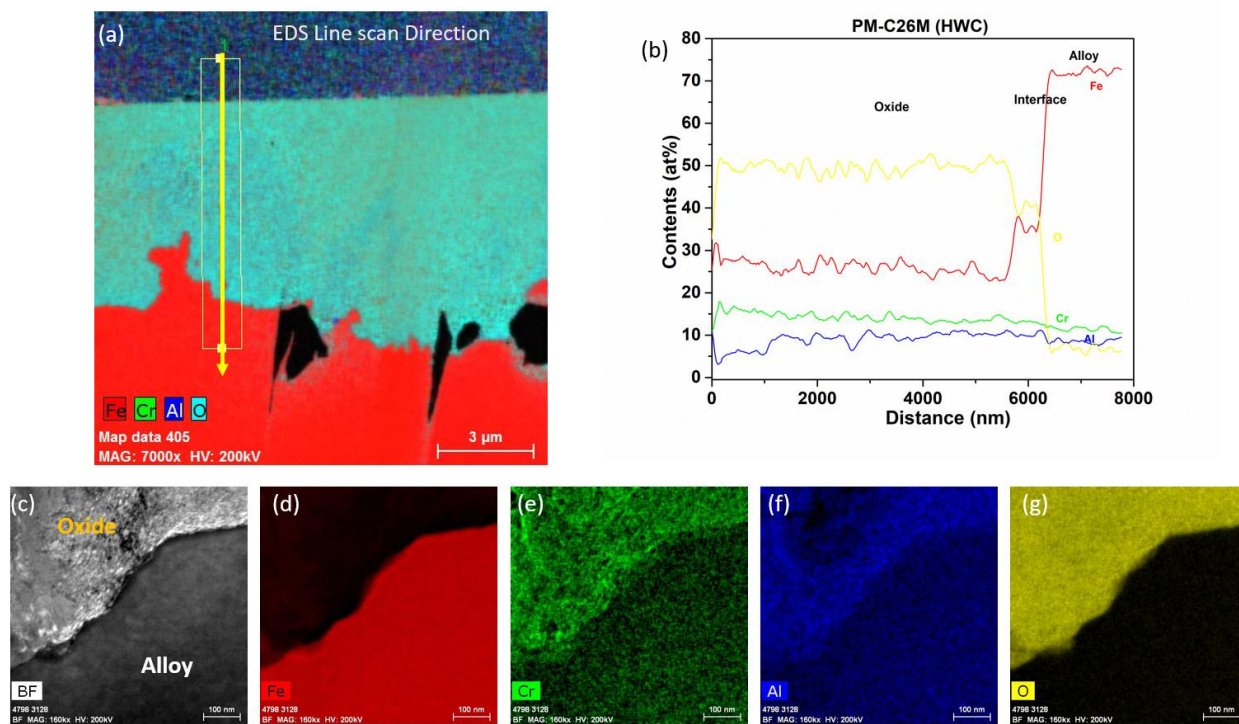 (a)
EDS Line scan Direction
Fe Cr Al O
Map data 405
MAG: 7000x HV: 200kV
3 µm
(b)
PM-C26M (HWC)
Contents (at%)
80
70
60
50
40
30
20
10
0
Oxide
Interface
Alloy
Fe
O
Cr
Al
0 2000 4000 6000 8000
Distance (nm)
(c)
Oxide
Alloy
BF
4798 3128
BF MAG: 160kx HV: 200kV
100 nm
(d)
Fe
4798 3128
BF MAG: 160kx HV: 200kV
100 nm
(e)
Cr
4798 3128
BF MAG: 160kx HV: 200kV
100 nm
(f)
Al
4798 3128
BF MAG: 160kx HV: 200kV
100 nm
(g)
O
4798 3128
BF MAG: 160kx HV: 200kV
100 nm